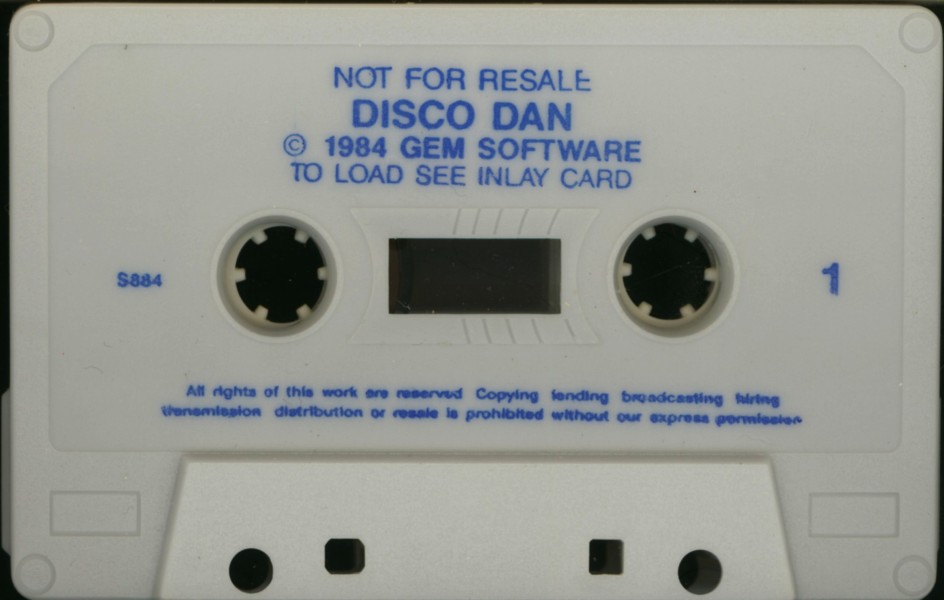 NOT FOR RESALE
DISCO DAN
© 1984 GEM SOFTWARE
TO LOAD SEE INLAY CARD
S884
1
All rights of this work are reserved Copying lending broadcasting hiring
transmission distribution or resale is prohibited without our express permission